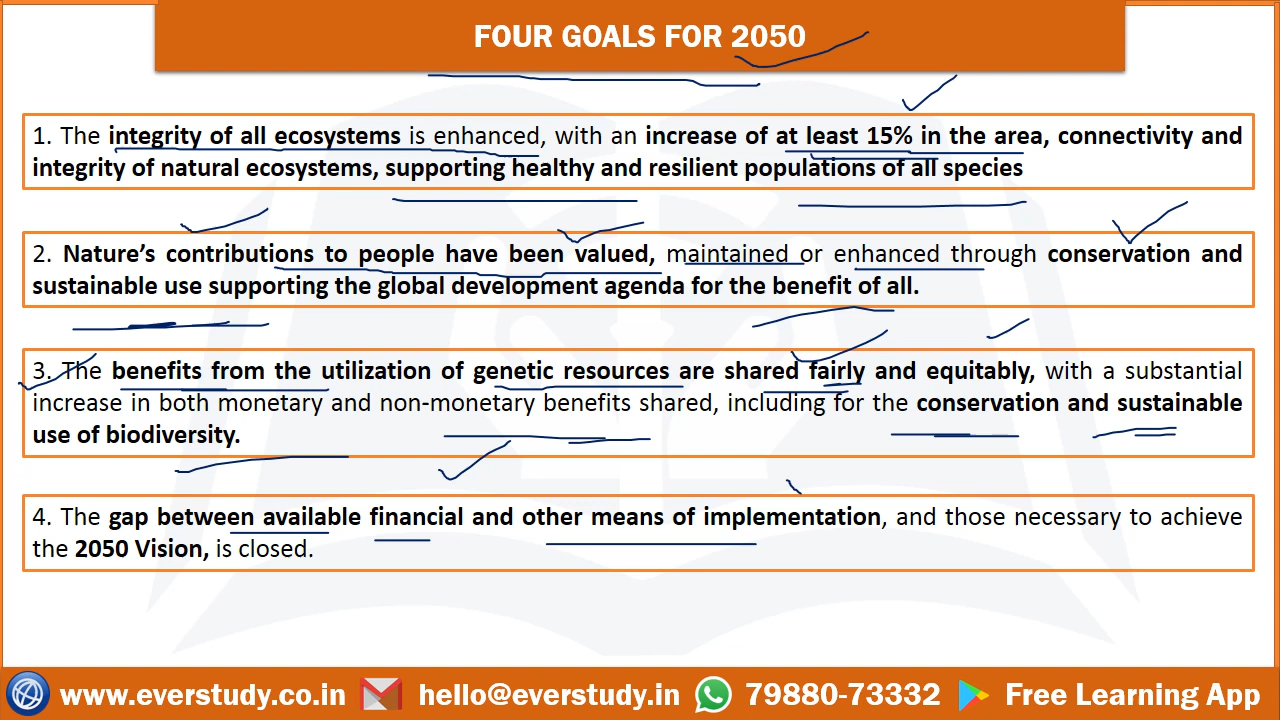 FOUR GOALS FOR 2050
1. The integrity of all ecosystems is enhanced, with an increase of at least 15% in the area, connectivity and
integrity of natural ecosystems, supporting healthy and resilient populations of all species
2. Nature’s contributions to people have been valued, maintained or enhanced through conservation and
sustainable use supporting the global development agenda for the benefit of all.
3. The benefits from the utilization of genetic resources are shared fairly and equitably, with a substantial
increase in both monetary and non-monetary benefits shared, including for the conservation and sustainable
use of biodiversity.
4. The gap between available financial and other means of implementation, and those necessary to achieve
the 2050 Vision, is closed.
www.everstudy.co.in hello@everstudy.in 79880-73332 Free Learning App